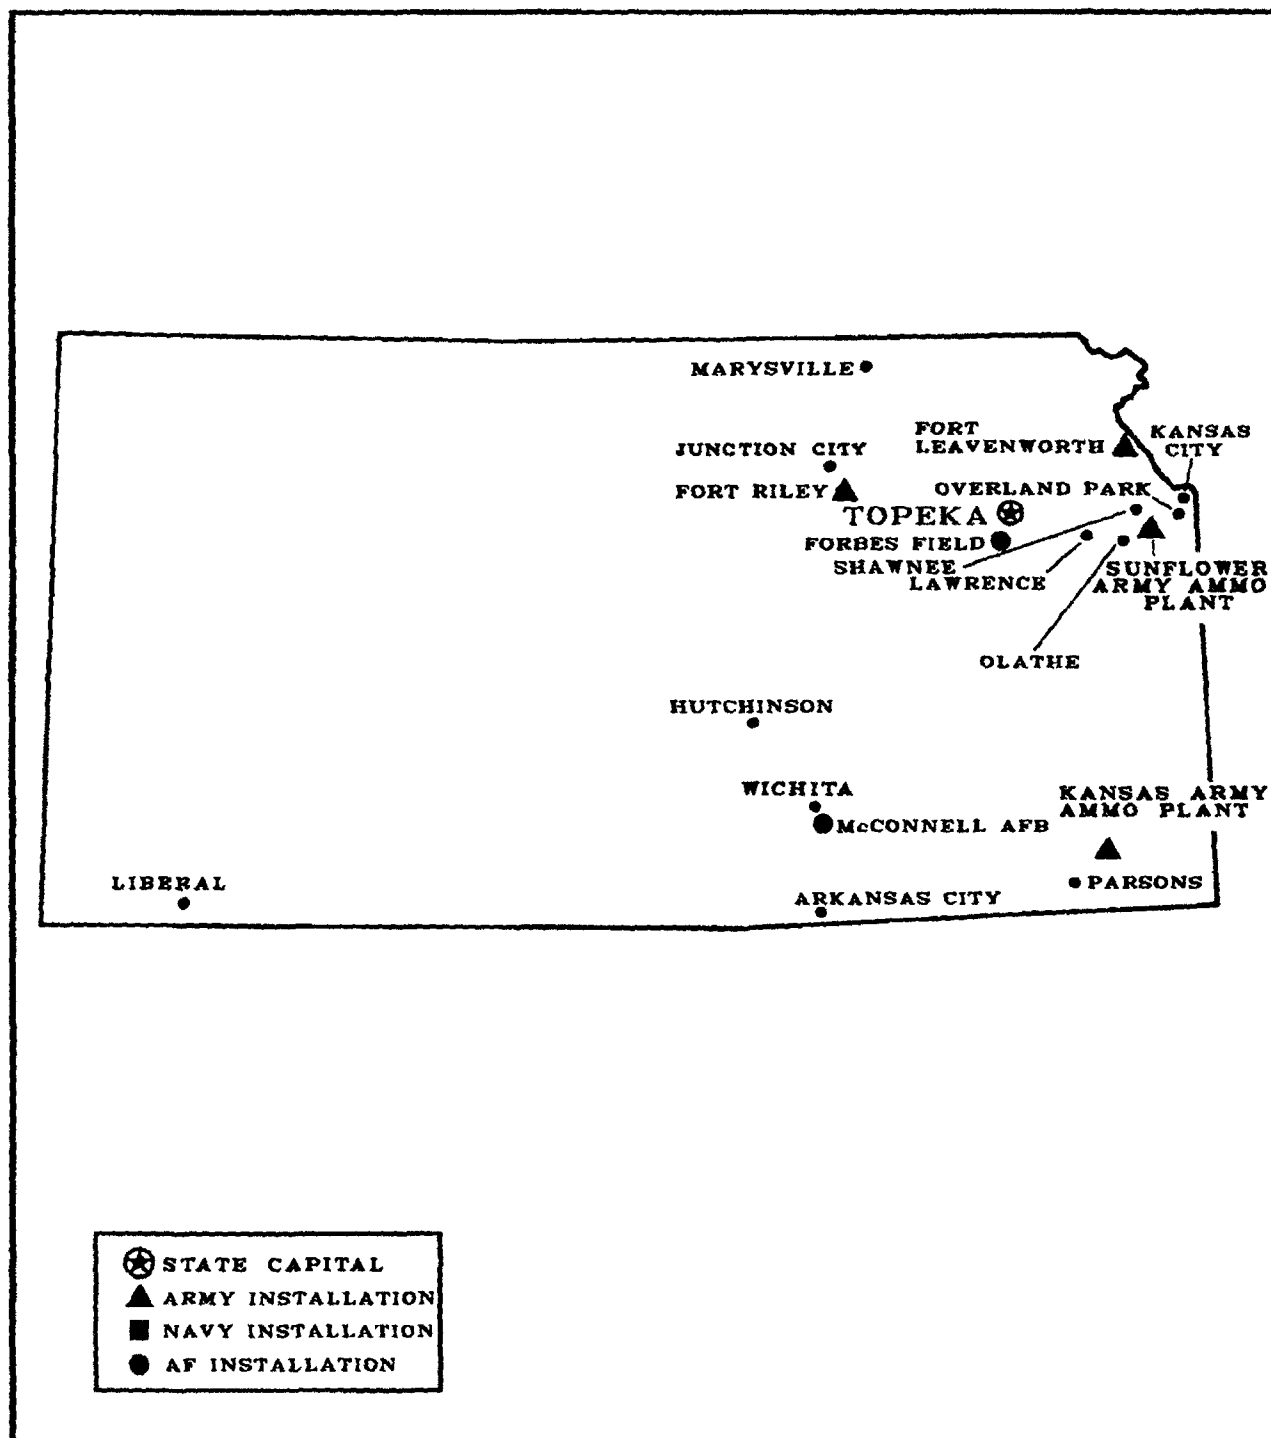 MARYSVILLE
FORT
LEAVENWORTH
KANSAS
CITY
JUNCTION CITY
FORT RILEY
OVERLAND PARK
TOPEKA
FORBES FIELD
SHAWNEE
LAWRENCE
SUNFLOWER
ARMY AMMO
PLANT
OLATHE
HUTCHINSON
WICHITA
McCONNELL AFB
KANSAS ARMY
AMMO PLANT
LIBERAL
PARSONS
ARKANSAS CITY
STATE CAPITAL
ARMY INSTALLATION
NAVY INSTALLATION
AF INSTALLATION